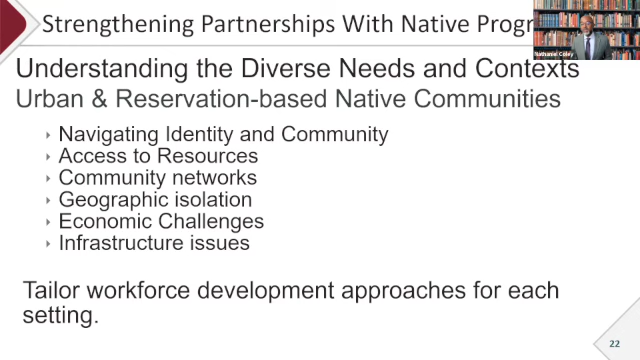 Strengthening Partnerships With Native Progr
Nathaniel Coley
Understanding the Diverse Needs and Contexts
Urban & Reservation-based Native Communities
Navigating Identity and Community
Access to Resources
Community networks
Geographic isolation
Economic Challenges
Infrastructure issues
Tailor workforce development approaches for each
setting.
22